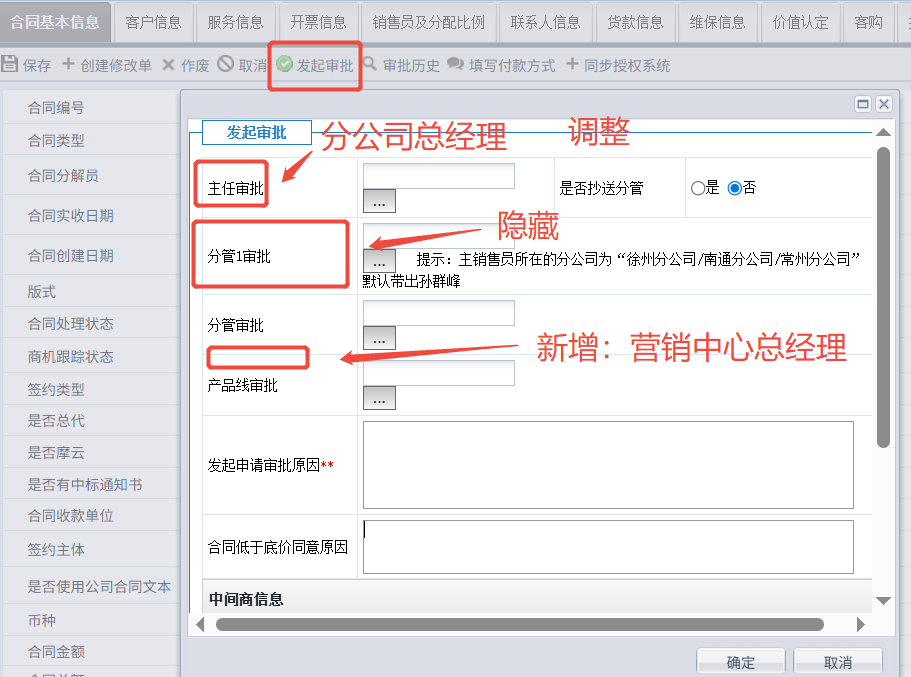 合同基本信息 客户信息 服务信息 开票信息 销售员及分配比例 联系人信息 货款信息 维保信息 价值认定 客购
保存 创建修改单 作废 取消 发起审批 审批历史 填写付款方式 同步授权系统
合同编号
合同类型
合同分解员
合同实收日期
合同创建日期
版式
合同处理状态
商机跟踪状态
签约类型
是否总代
是否摩云
是否有中标通知书
合同收款单位
签约主体
是否使用公司合同文本
币种
合同金额
发起审批 分公司总经理 调整
主任审批 ... 是否抄送分管 是 否
隐藏
分管1审批 ... 提示：主销售员所在的分公司为“徐州分公司/南通分公司/常州分公司”
默认带出孙群峰
分管审批 ...
新增：营销中心总经理
产品线审批 ...
发起申请审批原因**
合同低于底价同意原因
中间商信息
确定 取消